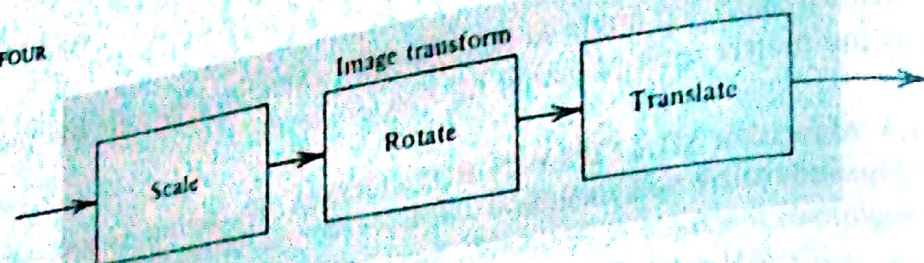 FOUR
Image transform
Scale
Rotate
Translate